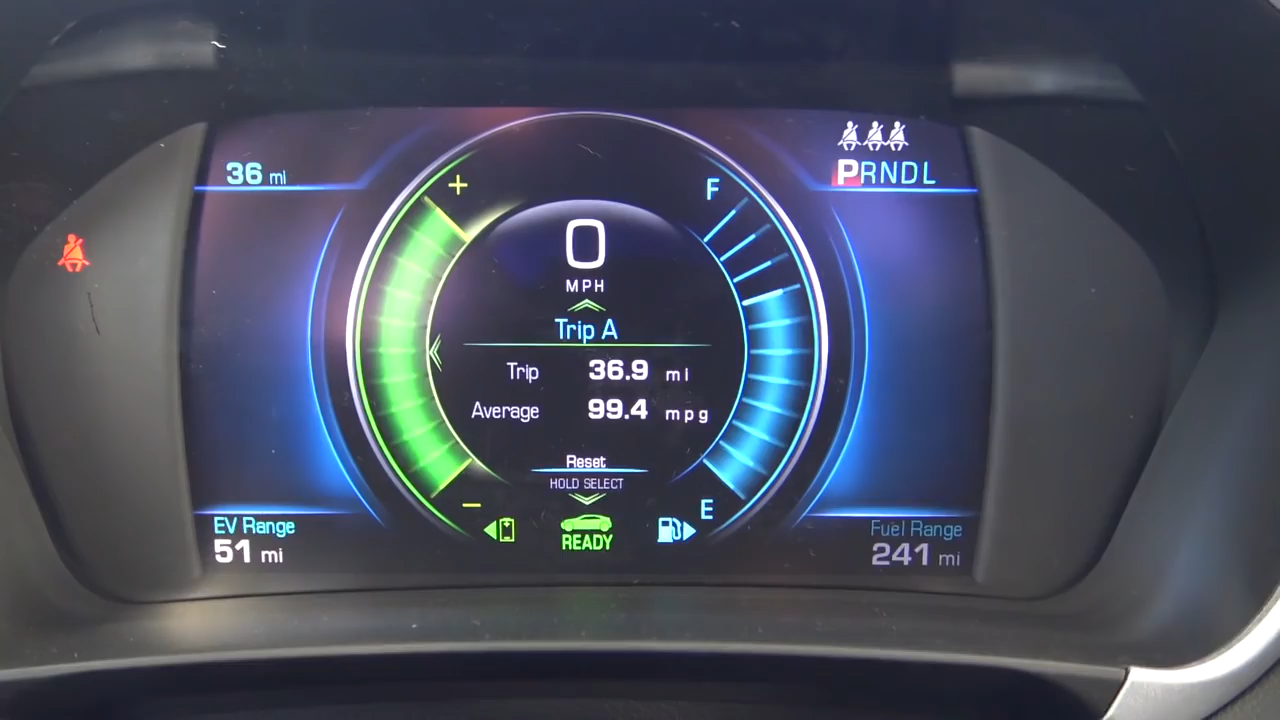 36 mi
PRNDL
+
F
0
MPH
Trip A
Trip 36.9 mi
Average 99.4 mpg
Reset
HOLD SELECT
−
E
READY
EV Range
51 mi
Fuel Range
241 mi